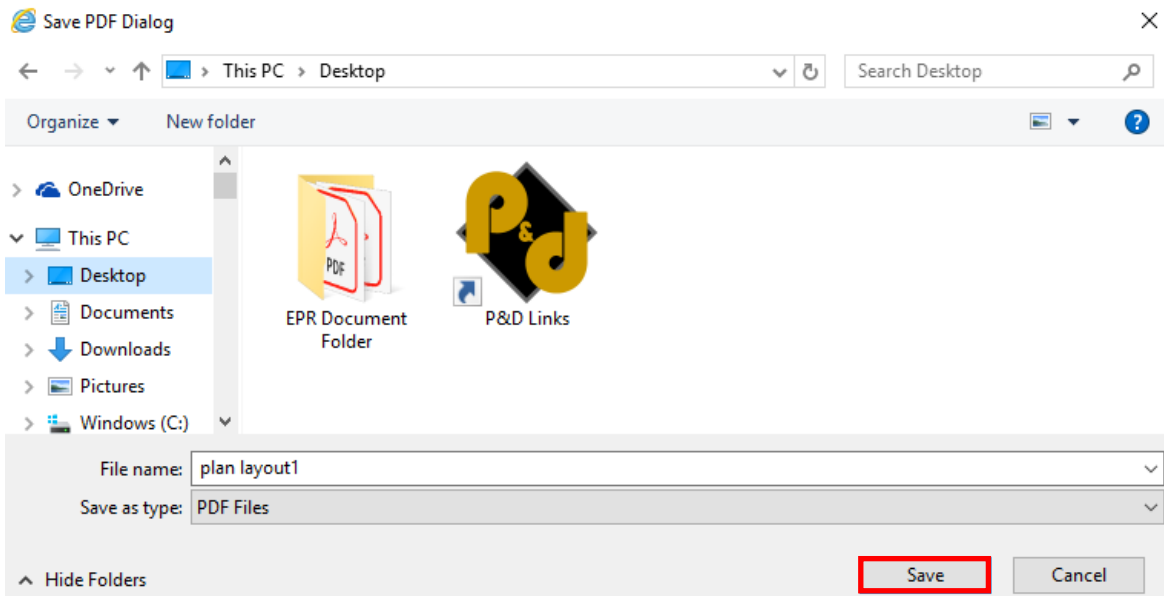 Save PDF Dialog
This PC > Desktop
Search Desktop
Organize
New folder
?
OneDrive
This PC
Desktop
Documents
Downloads
Pictures
Windows (C:)
PDF
EPR Document
Folder
P&d
P&D Links
File name: plan layout1
Save as type: PDF Files
Hide Folders
Save
Cancel